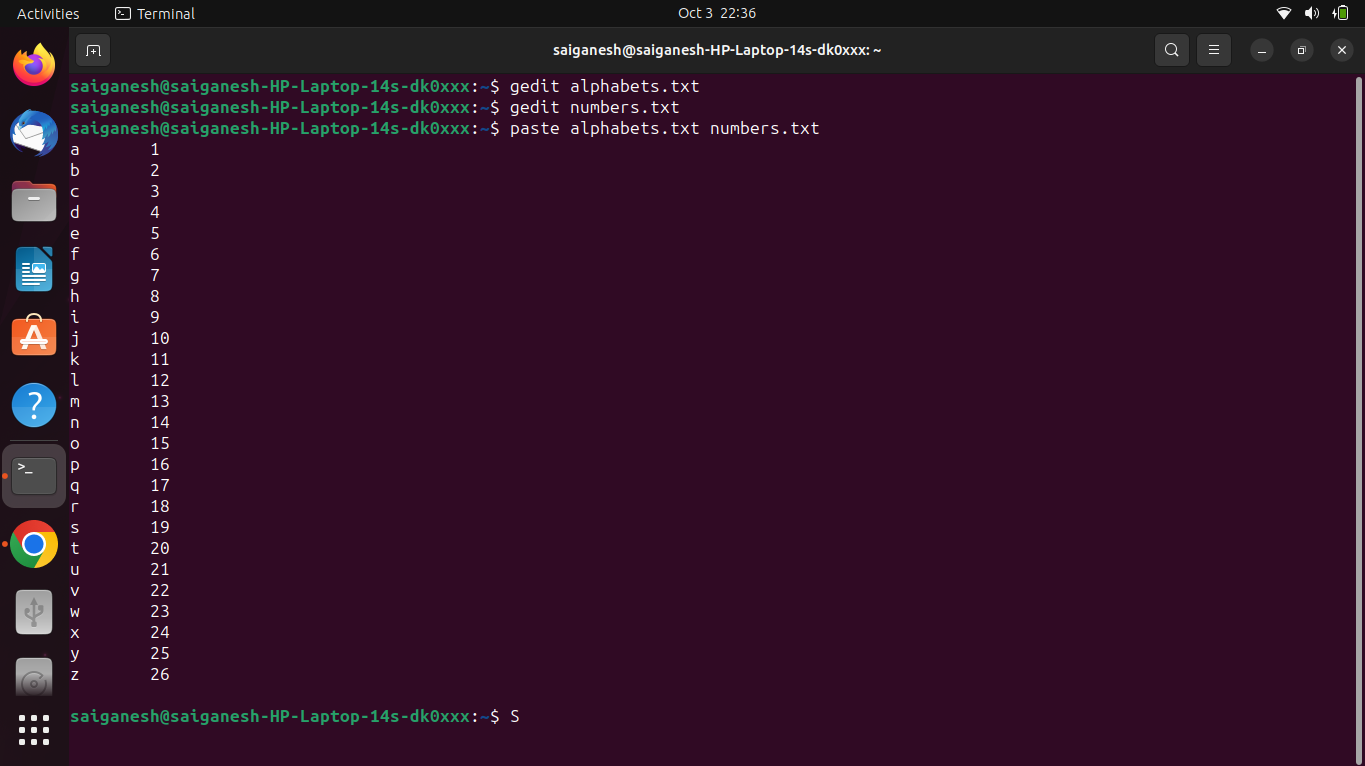 Activities Terminal Oct 3 22:36
saiganesh@saiganesh-HP-Laptop-14s-dk0xxx: ~
saiganesh@saiganesh-HP-Laptop-14s-dk0xxx:~$ gedit alphabets.txt
saiganesh@saiganesh-HP-Laptop-14s-dk0xxx:~$ gedit numbers.txt
saiganesh@saiganesh-HP-Laptop-14s-dk0xxx:~$ paste alphabets.txt numbers.txt
a 1
b 2
c 3
d 4
e 5
f 6
g 7
h 8
i 9
j 10
k 11
l 12
m 13
n 14
o 15
p 16
q 17
r 18
s 19
t 20
u 21
v 22
w 23
x 24
y 25
z 26
saiganesh@saiganesh-HP-Laptop-14s-dk0xxx:~$ S